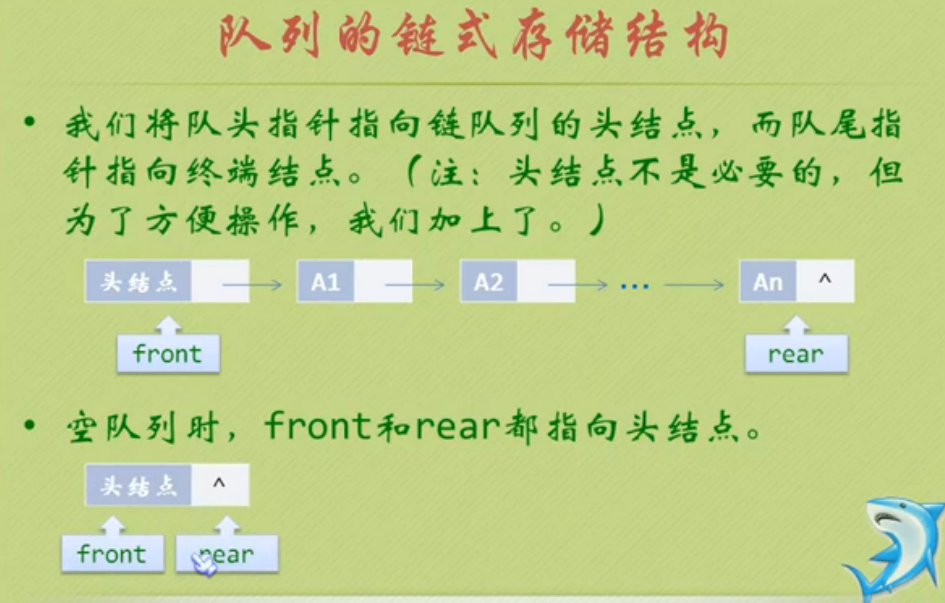 队列的链式存储结构
• 我们将队头指针指向链队列的头结点，而队尾指
针指向终端结点。（注：头结点不是必要的，但
为了方便操作，我们加上了。）
头结点 A1 A2 … An ^
front rear
• 空队列时，front和rear都指向头结点。
头结点 ^
front rear